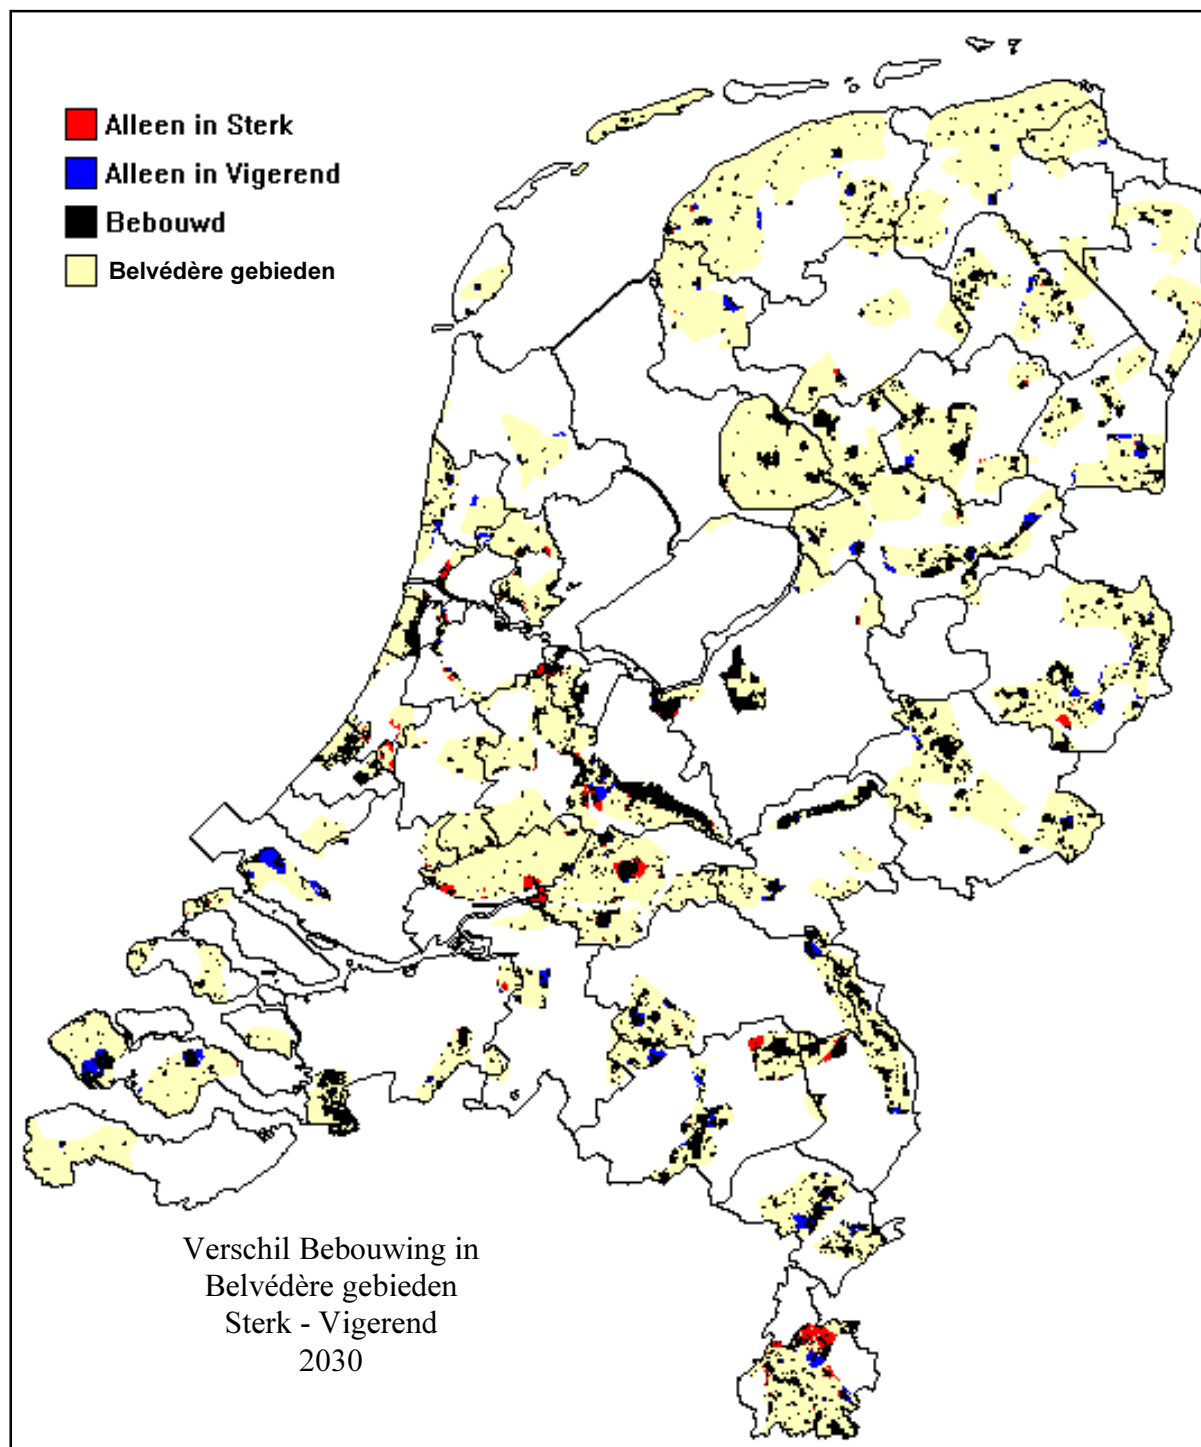 Alleen in Sterk
Alleen in Vigerend
Bebouwd
Belvédère gebieden
Verschil Bebouwing in
Belvédère gebieden
Sterk - Vigerend
2030